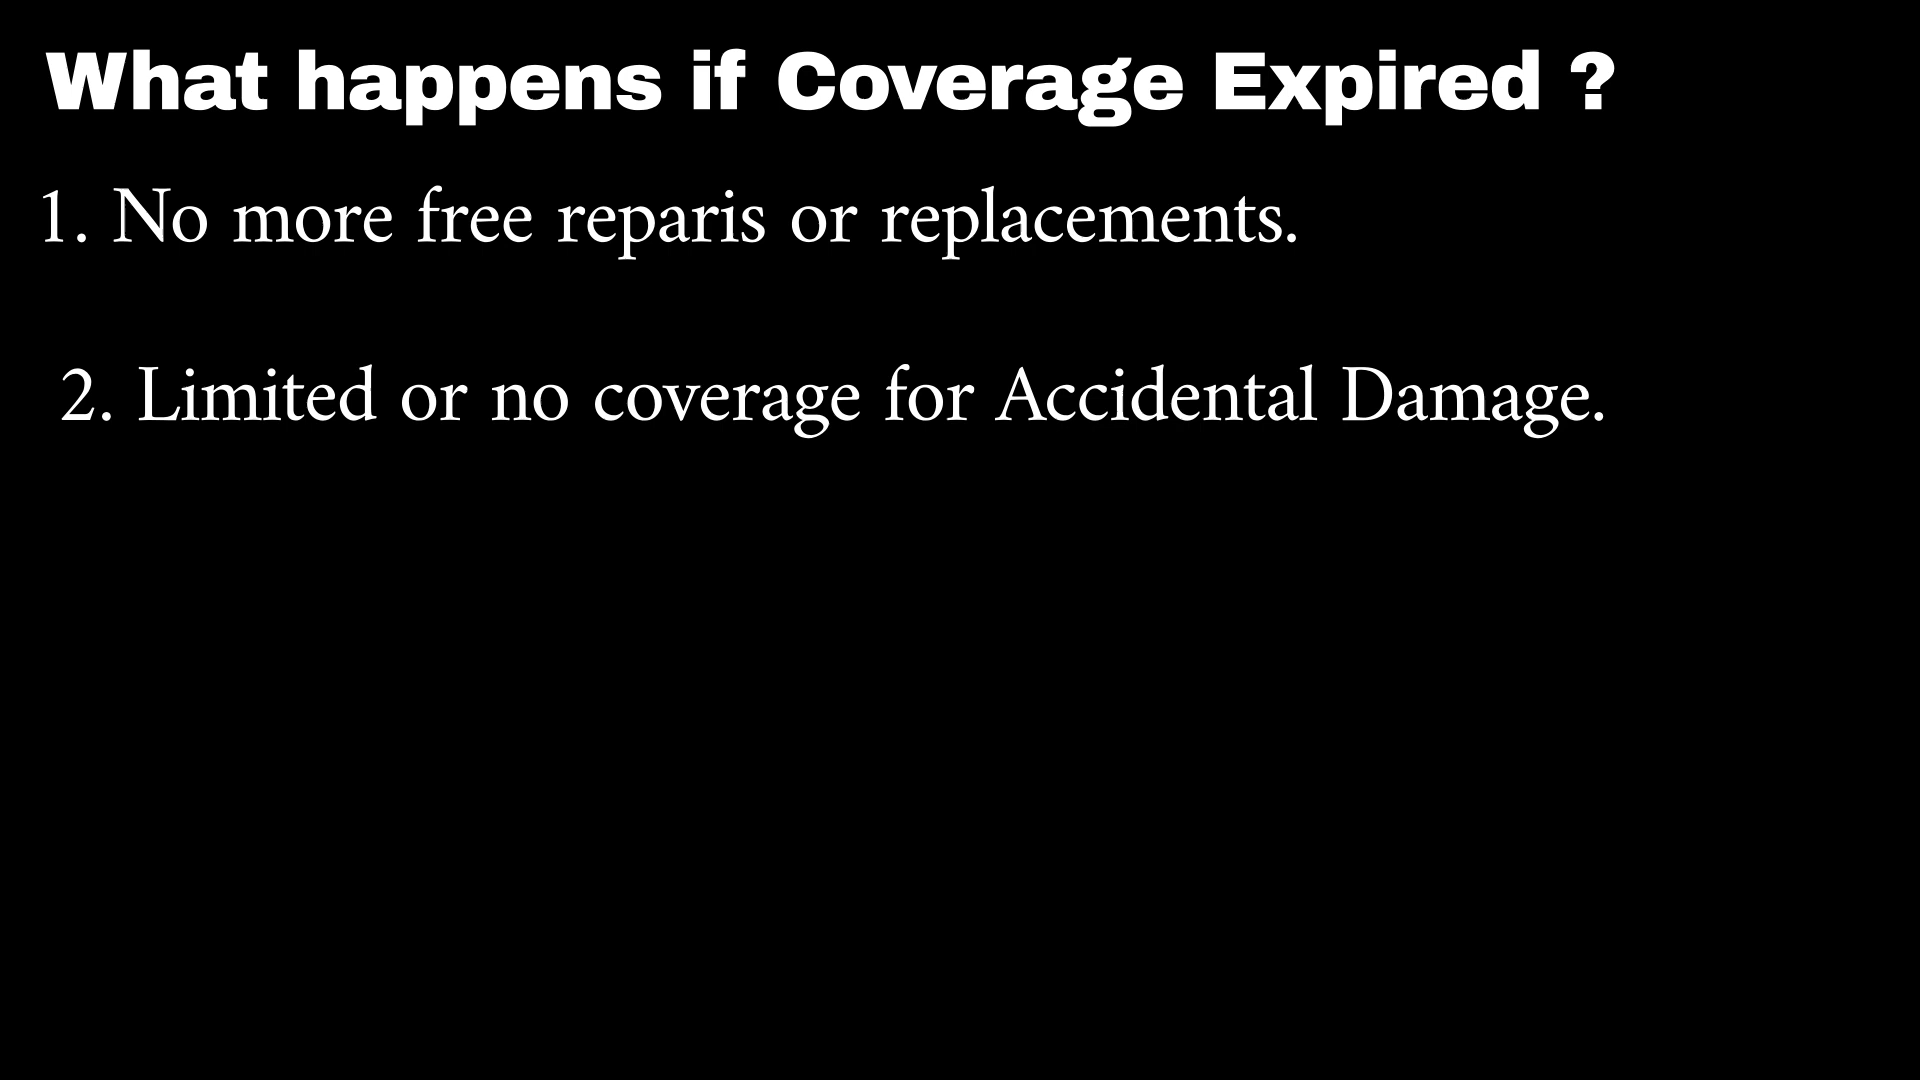 What happens if Coverage Expired ?
1. No more free reparis or replacements.
2. Limited or no coverage for Accidental Damage.